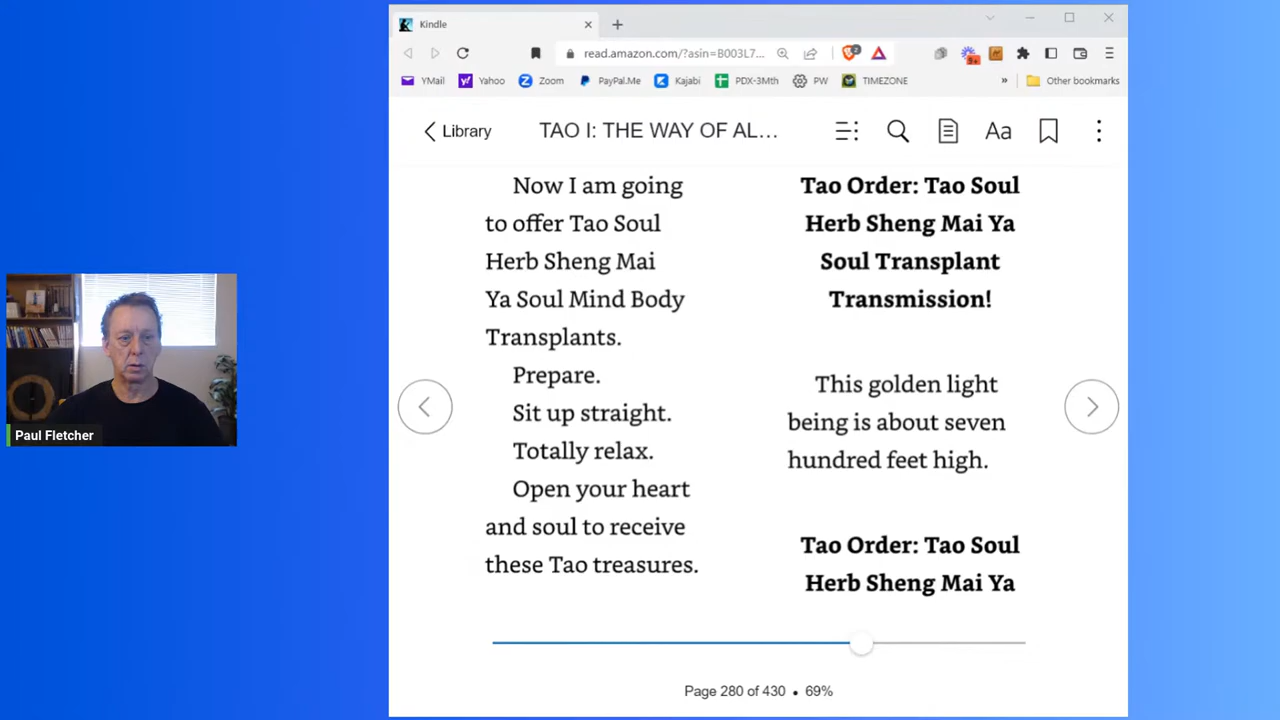 Kindle
read.amazon.com/?asin=B003L7...
2
9+
YMail
Yahoo
Zoom
PayPal.Me
Kajabi
PDX-3Mth
PW
TIMEZONE
»
Other bookmarks
Library
TAO I: THE WAY OF AL...
Aa
Now I am going
to offer Tao Soul
Herb Sheng Mai
Ya Soul Mind Body
Transplants.
Prepare.
Sit up straight.
Totally relax.
Open your heart
and soul to receive
these Tao treasures.
Tao Order: Tao Soul
Herb Sheng Mai Ya
Soul Transplant
Transmission!
This golden light
being is about seven
hundred feet high.
Tao Order: Tao Soul
Herb Sheng Mai Ya
Page 280 of 430 • 69%
Paul Fletcher